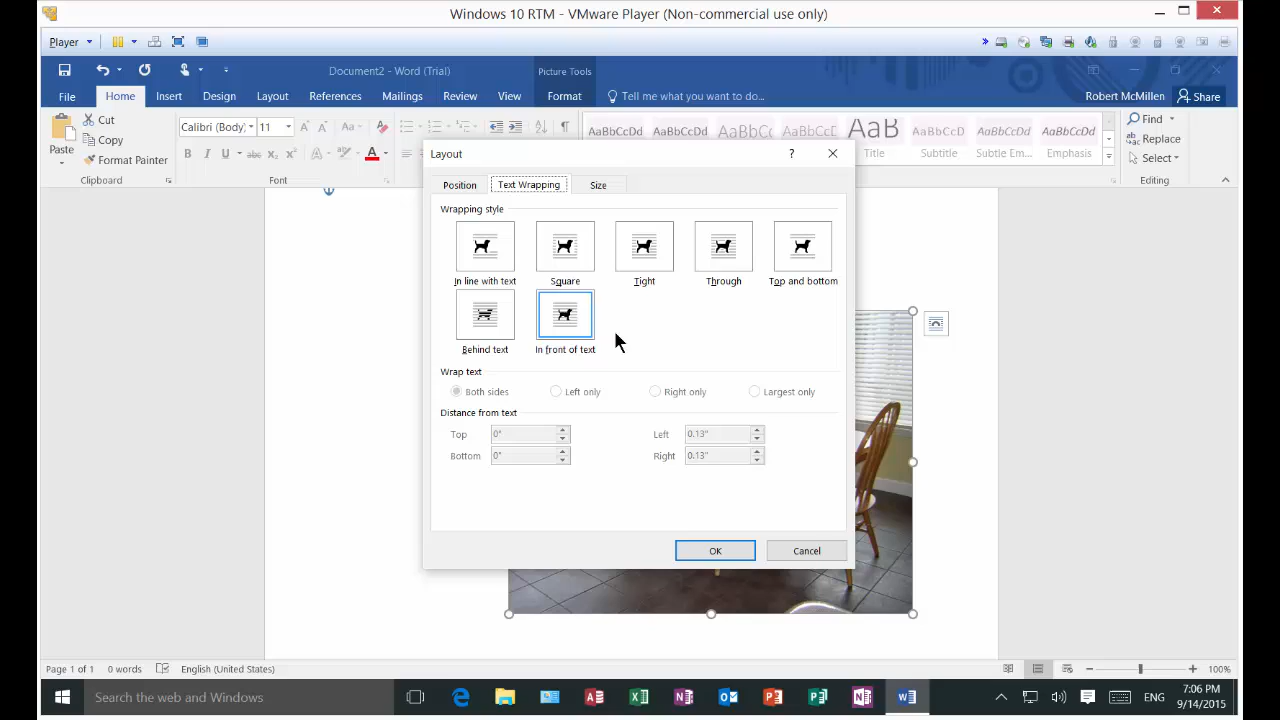 Windows 10 RTM - VMware Player (Non-commercial use only)
Player
Document2 - Word (Trial)
Picture Tools
File Home Insert Design Layout References Mailings Review View Format Tell me what you want to do... Robert McMillen Share
Paste
Cut
Copy
Format Painter
Clipboard
Calibri (Body) 11
Aa
B I U abc x₂ x² A
Font
AaBbCcDd AaBbCcDd AaBbCc AaBbCcD AaB AaBbCcD AaBbCcDd AaBbCcDd
Title Subtitle Subtle Em... Emphasis
Find
Replace
Select
Editing
Layout ?
Position Text Wrapping Size
Wrapping style
In line with text Square Tight Through Top and bottom
Behind text In front of text
Wrap text
Both sides Left only Right only Largest only
Distance from text
Top 0" Left 0.13"
Bottom 0" Right 0.13"
OK Cancel
Page 1 of 1 0 words English (United States) 100%
Search the web and Windows
ENG
7:06 PM
9/14/2015